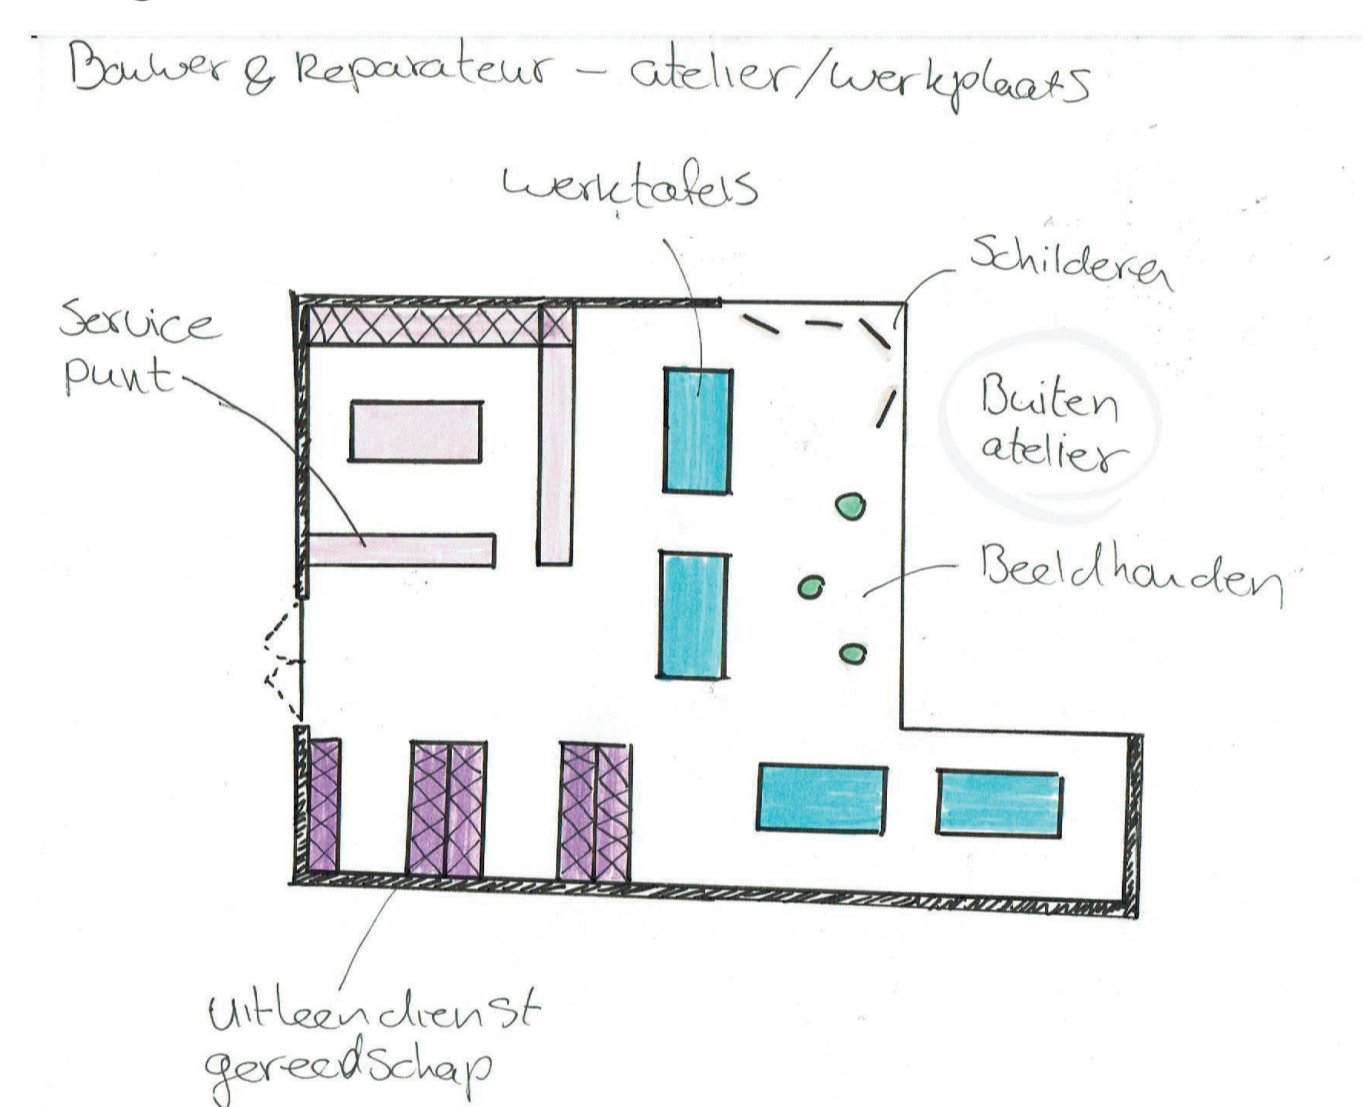 Bouwer & Reparateur - atelier/werkplaats
werktafels
Schilderen
Service
punt
Buiten
atelier
Beeldhouden
Uitleendienst
gereedschap